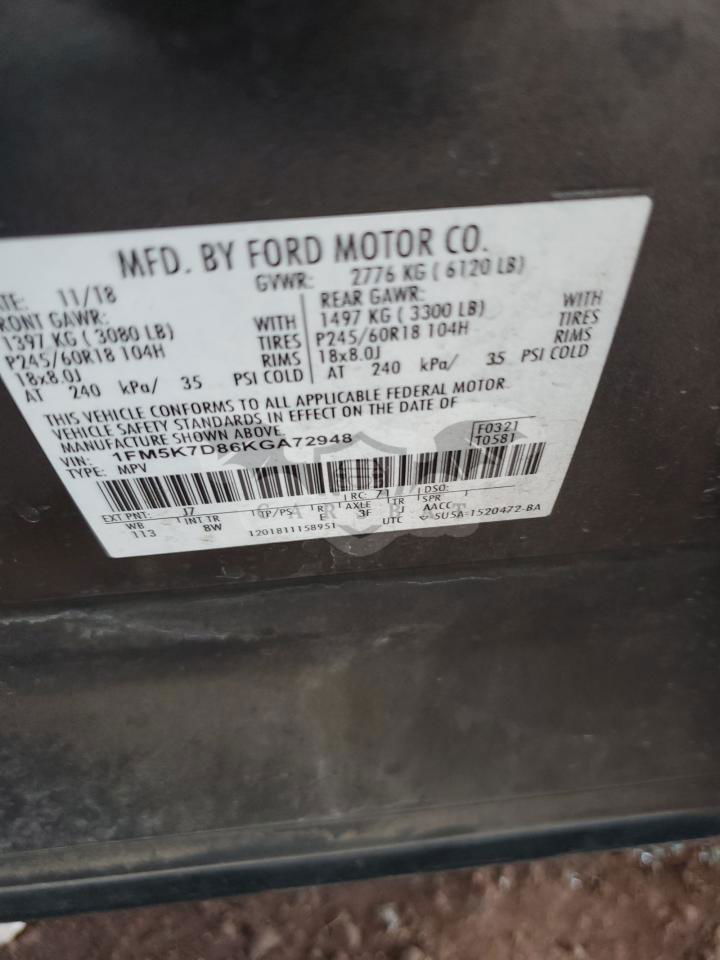 MFD. BY FORD MOTOR CO.
GVWR: 2776 KG ( 6120 LB)
11/18
1397 KG ( 3080 LB) WITH
P245/60R18 104H TIRES
18x8.0J RIMS
AT 240 kPa/ 35 PSI COLD
REAR GAWR:
1497 KG ( 3300 LB) WITH
P245/60R18 104H TIRES
18x8.0J RIMS
AT 240 kPa/ 35 PSI COLD
THIS VEHICLE CONFORMS TO ALL APPLICABLE FEDERAL MOTOR
VEHICLE SAFETY STANDARDS IN EFFECT ON THE DATE OF
MANUFACTURE SHOWN ABOVE.
VIN: 1FM5K7D86KGA72948
TYPE: MPV
F0321
T0581
EXT PNT: J7 RC: 7 DSO:
WB INT TR TP/PS R AXLE TR SPR
113 8W E 3F J AACC
1201811158951 UTC 5U5A-1520472-BA